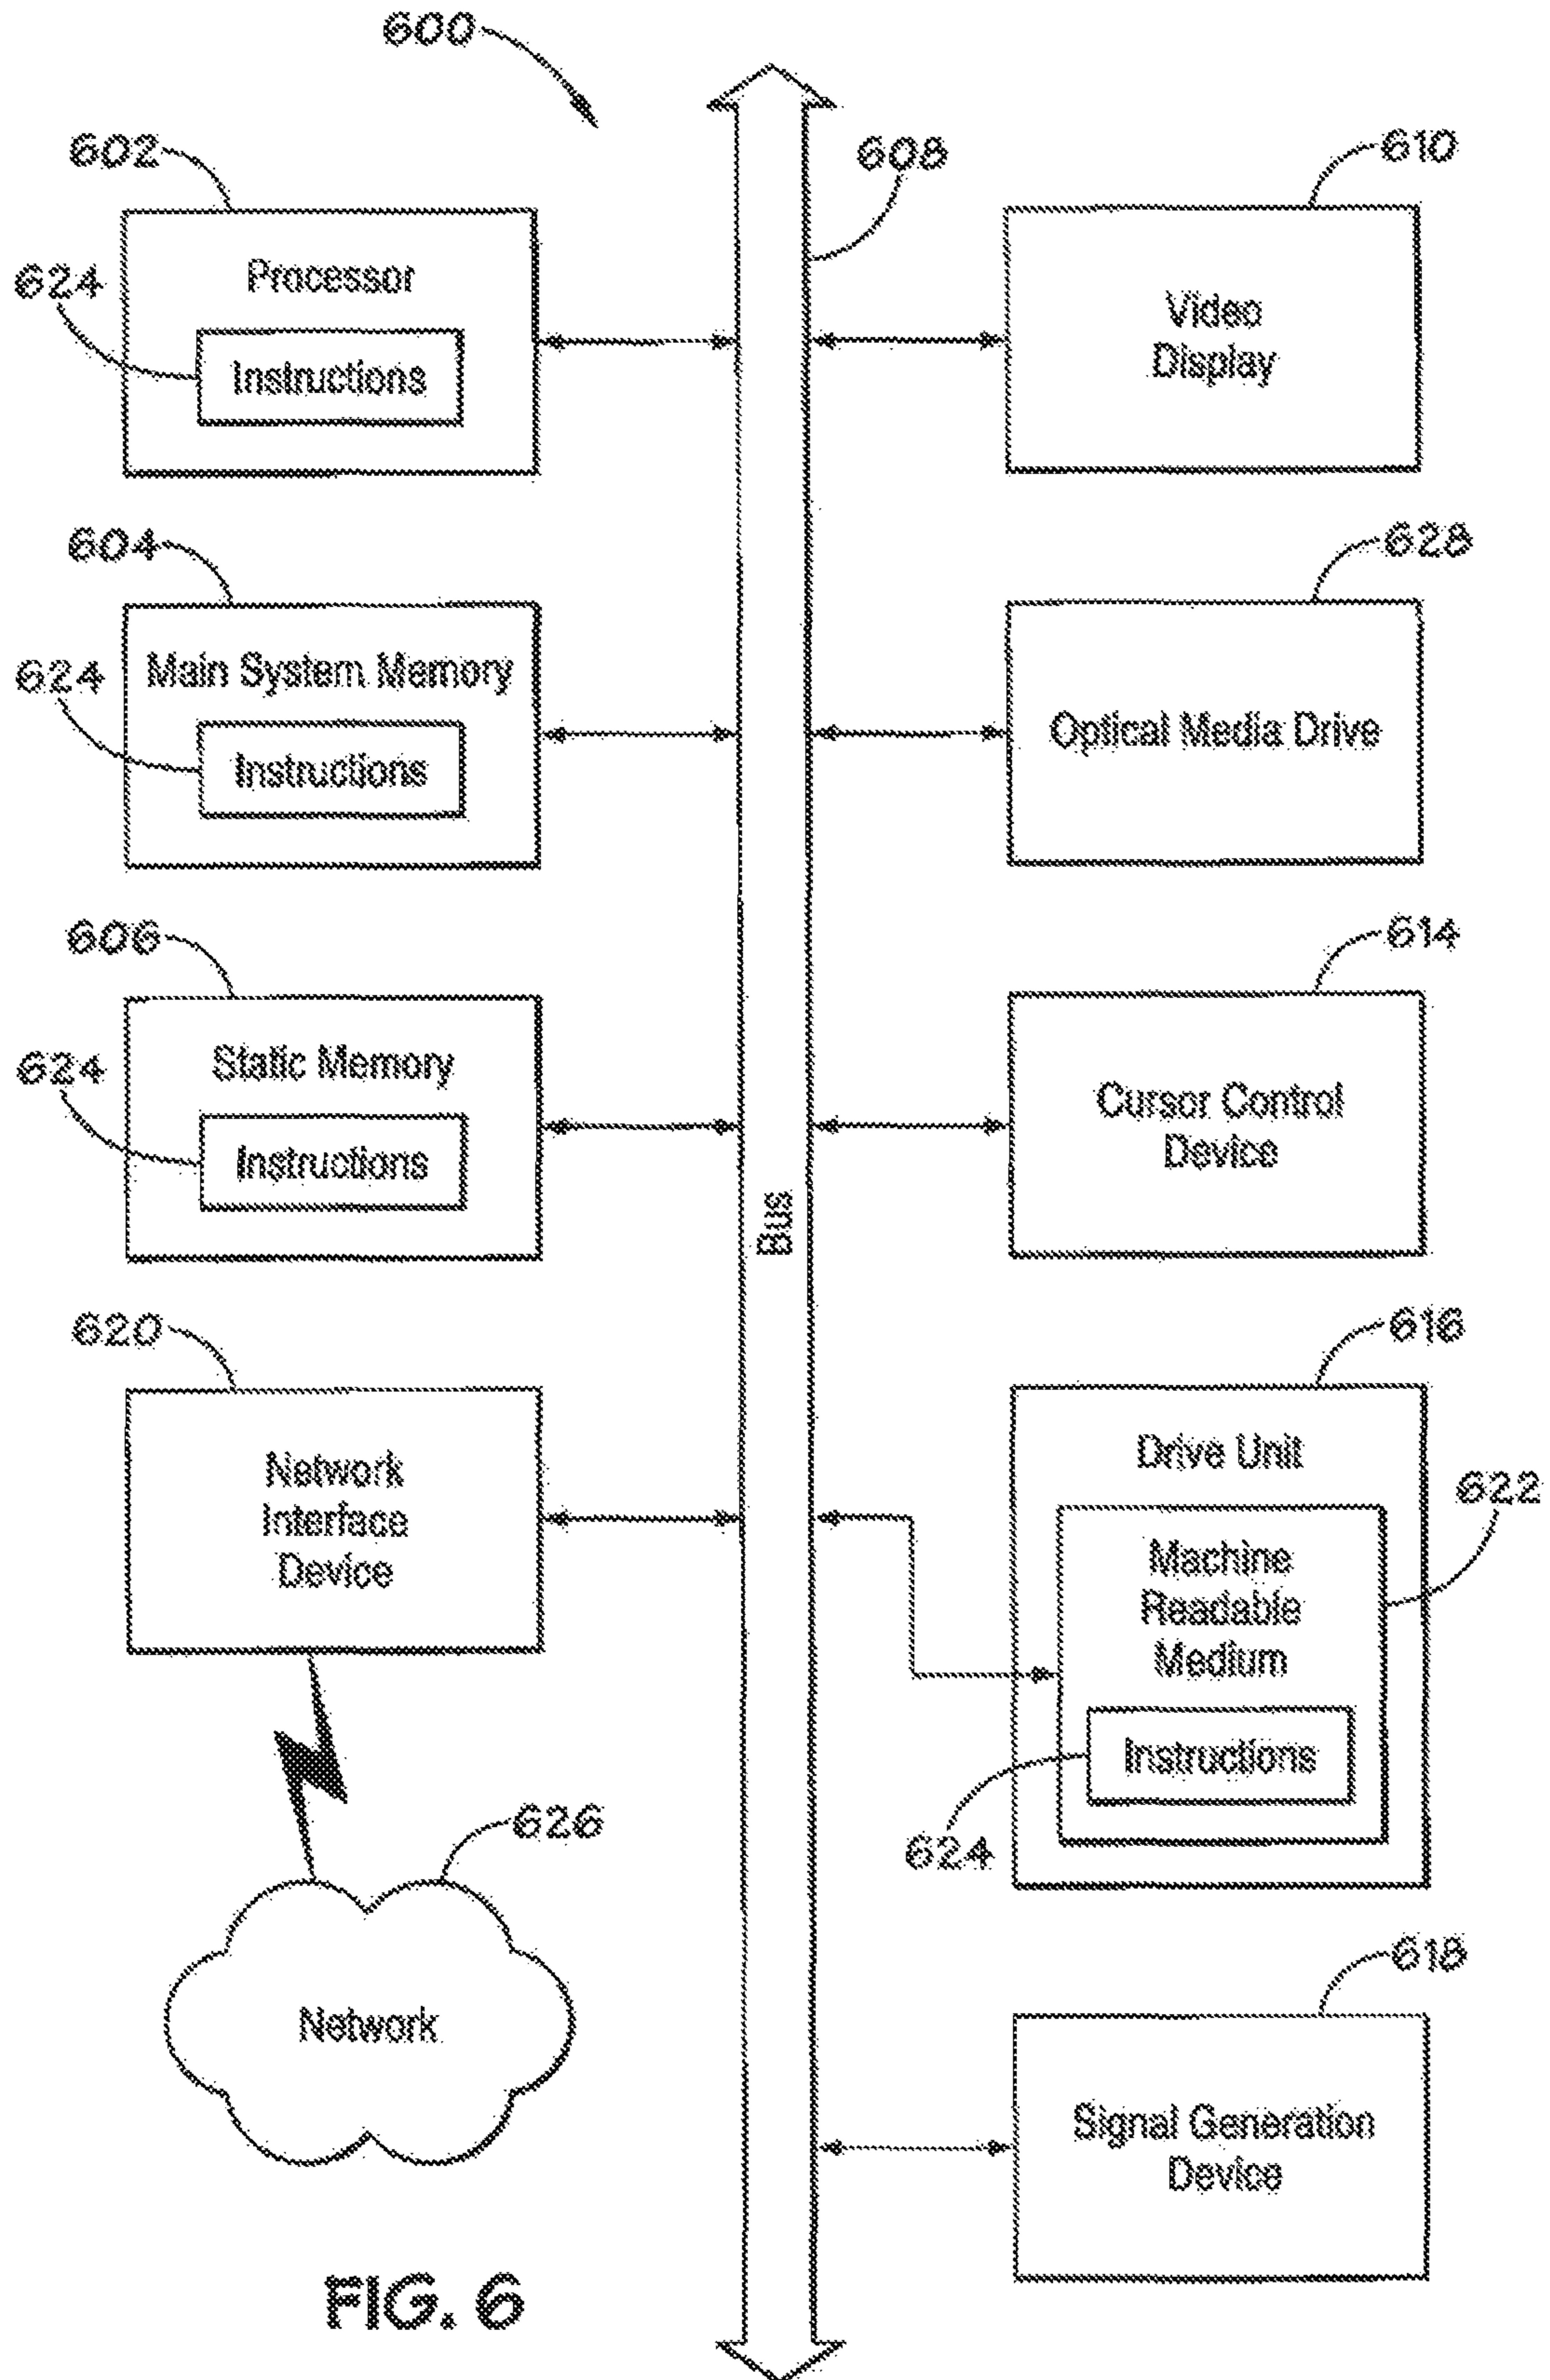 600
602
608
610
Processor
624
Instructions
Video
Display
604
628
Main System Memory
624
Instructions
Optical Media Drive
606
614
Static Memory
624
Instructions
Cursor Control
Device
Bus
620
616
Network
Interface
Device
Drive Unit
622
Machine
Readable
Medium
Instructions
624
626
Network
618
Signal Generation
Device
FIG. 6